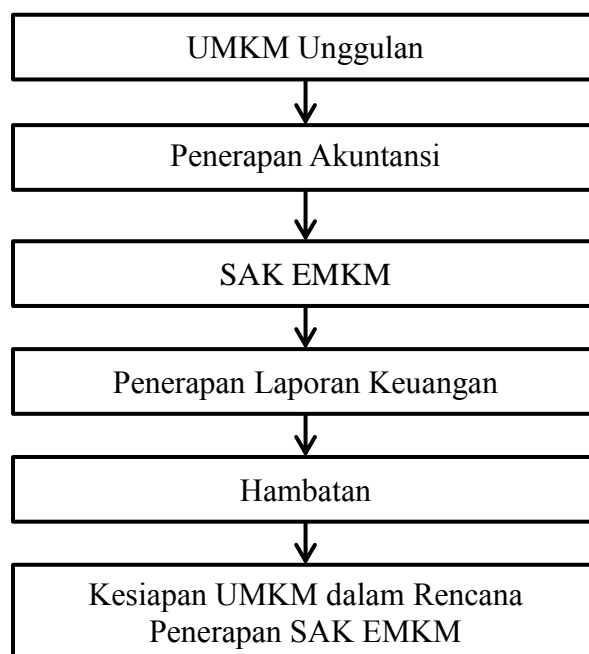 UMKM Unggulan
Penerapan Akuntansi
SAK EMKM
Penerapan Laporan Keuangan
Hambatan
Kesiapan UMKM dalam Rencana
Penerapan SAK EMKM